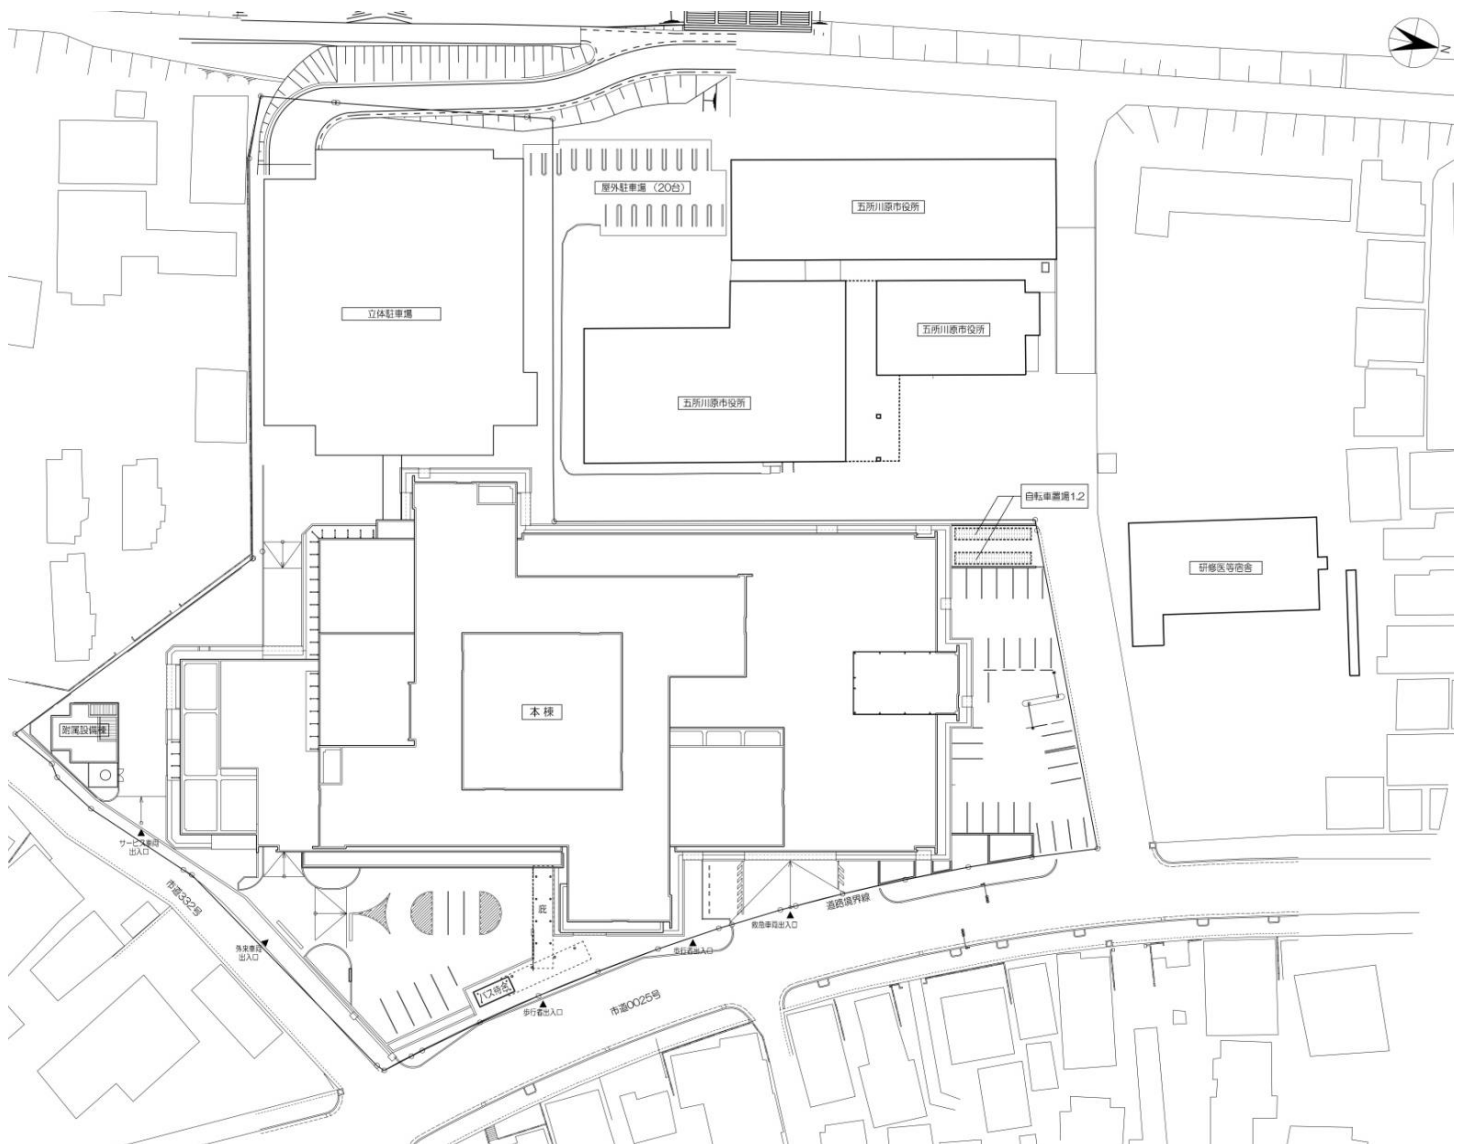 N
屋外駐車場 (20台)
五所川原市役所
立体駐車場
五所川原市役所
五所川原市役所
自転車置場1.2
研修医等宿舎
本棟
附属設備棟
サービス車両
出入口
市道332号
外来車両
出入口
庇
バス待合
歩行者出入口
歩行者出入口
救急車両出入口
道路境界線
市道0025号